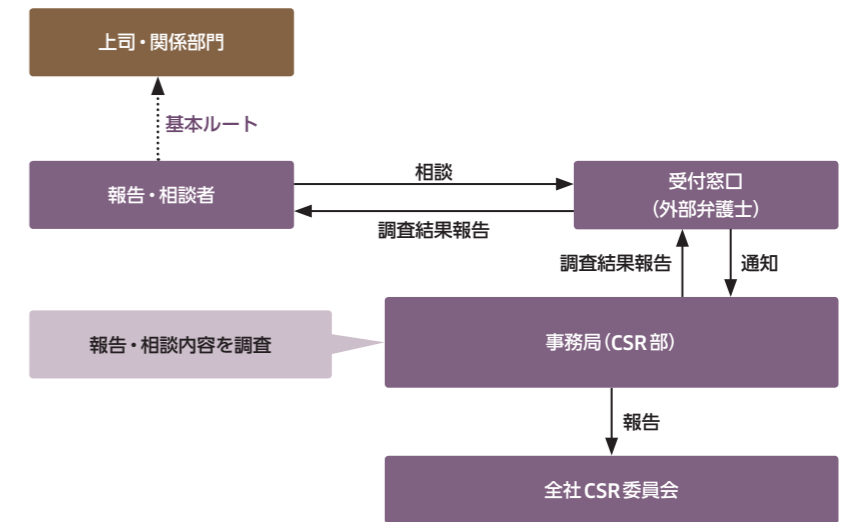 上司・関係部門
基本ルート
報告・相談者
相談
受付窓口
（外部弁護士）
調査結果報告
調査結果報告
通知
報告・相談内容を調査
事務局（CSR部）
報告
全社CSR委員会